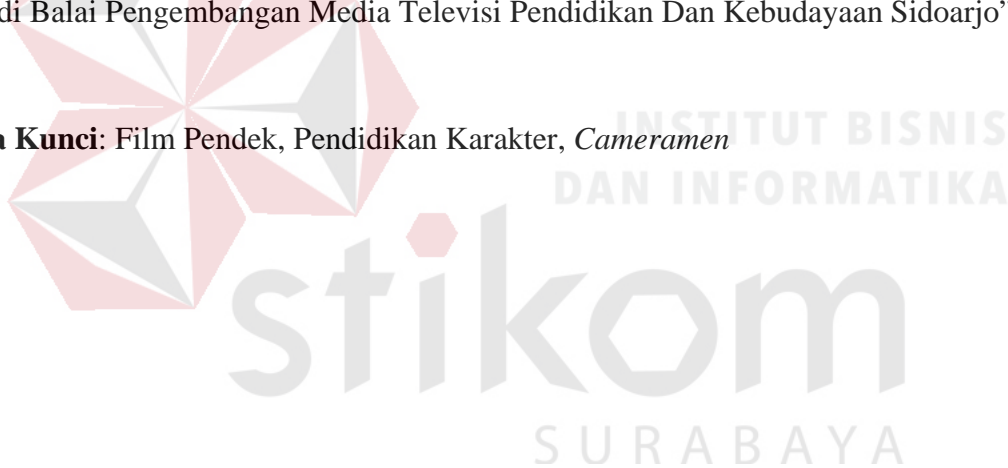 di Balai Pengembangan Media Televisi Pendidikan Dan Kebudayaan Sidoarjo”
Kunci: Film Pendek, Pendidikan Karakter, Cameramen
INSTITUT BISNIS
DAN INFORMATIKA
stikom
SURABAYA